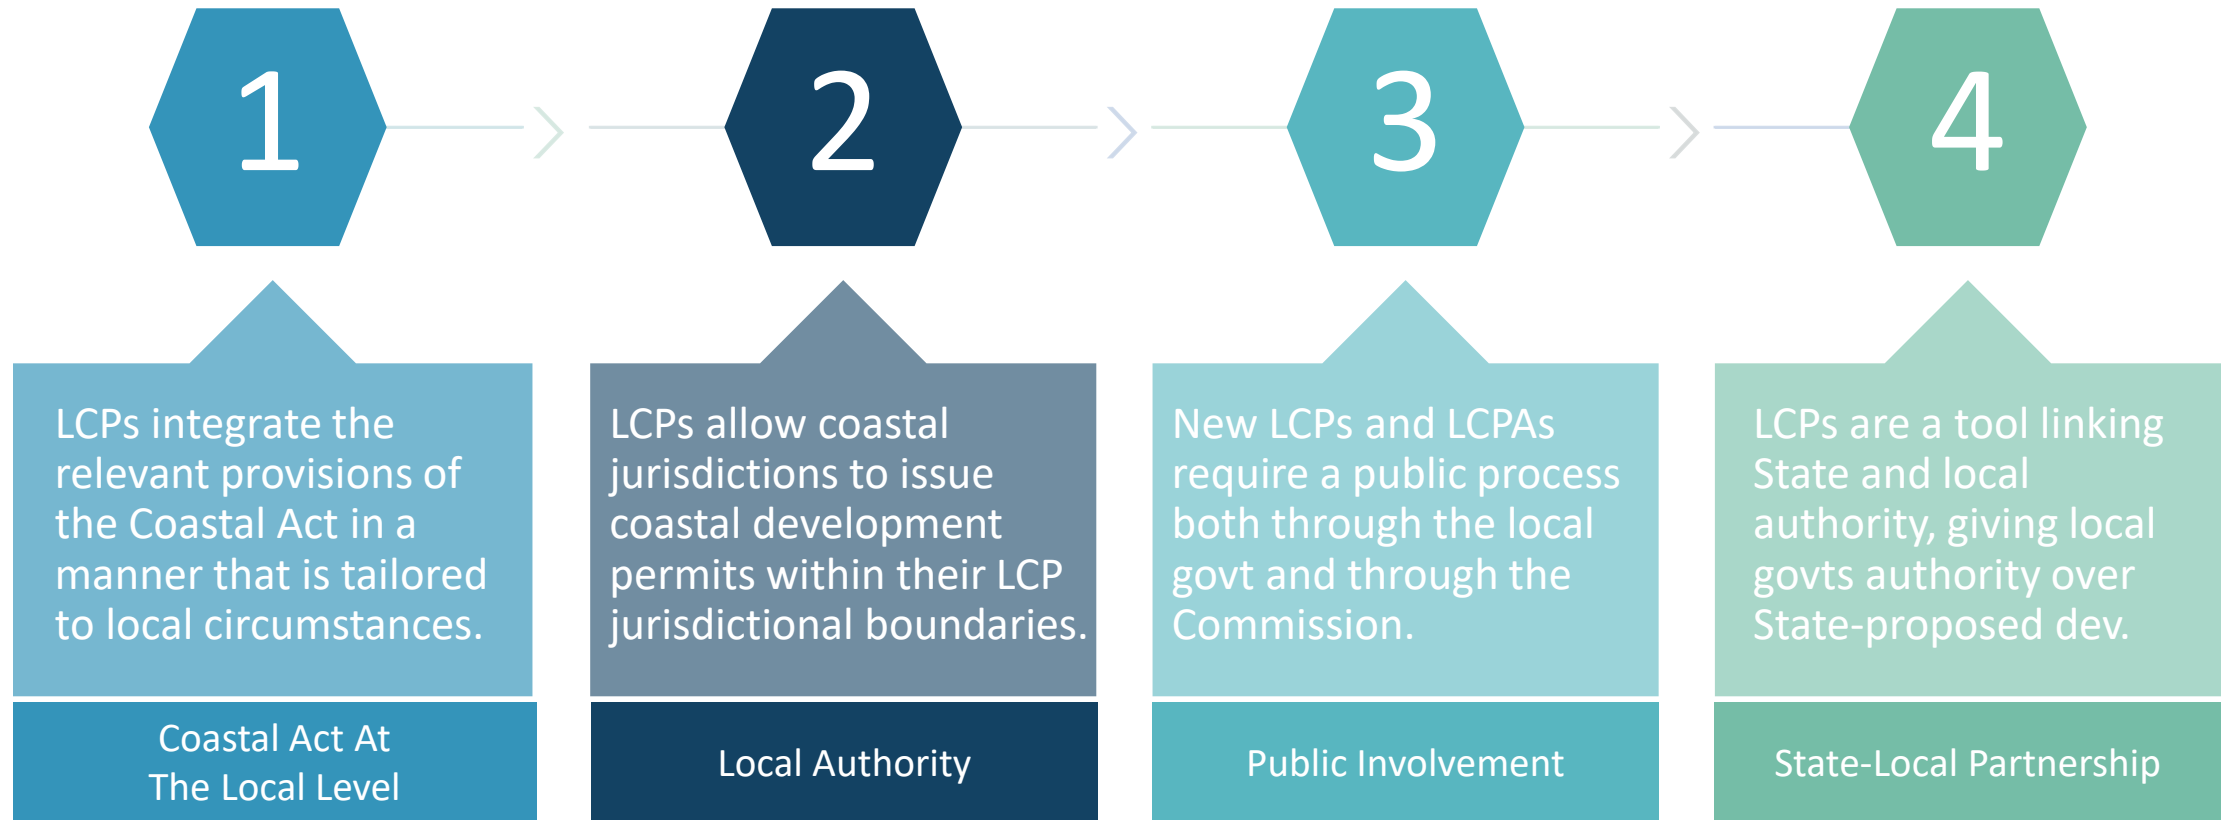 1
2
3
4
LCPs integrate the
relevant provisions of
the Coastal Act in a
manner that is tailored
to local circumstances.
LCPs allow coastal
jurisdictions to issue
coastal development
permits within their LCP
jurisdictional boundaries.
New LCPs and LCPAs
require a public process
both through the local
govt and through the
Commission.
LCPs are a tool linking
State and local
authority, giving local
govts authority over
State-proposed dev.
Coastal Act At
The Local Level
Local Authority
Public Involvement
State-Local Partnership